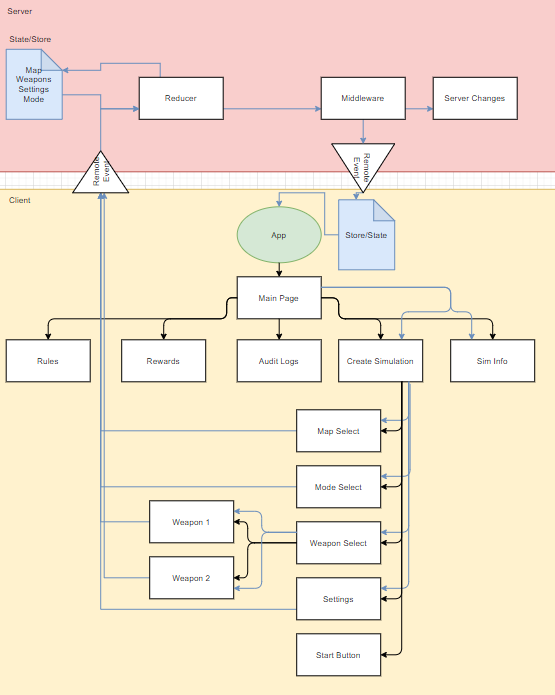 Server
State/Store
Map
Weapons
Settings
Mode
Reducer
Middleware
Server Changes
Remote
Event
Remote
Event
Client
App
Store/State
Main Page
Rules
Rewards
Audit Logs
Create Simulation
Sim Info
Map Select
Mode Select
Weapon 1
Weapon Select
Weapon 2
Settings
Start Button